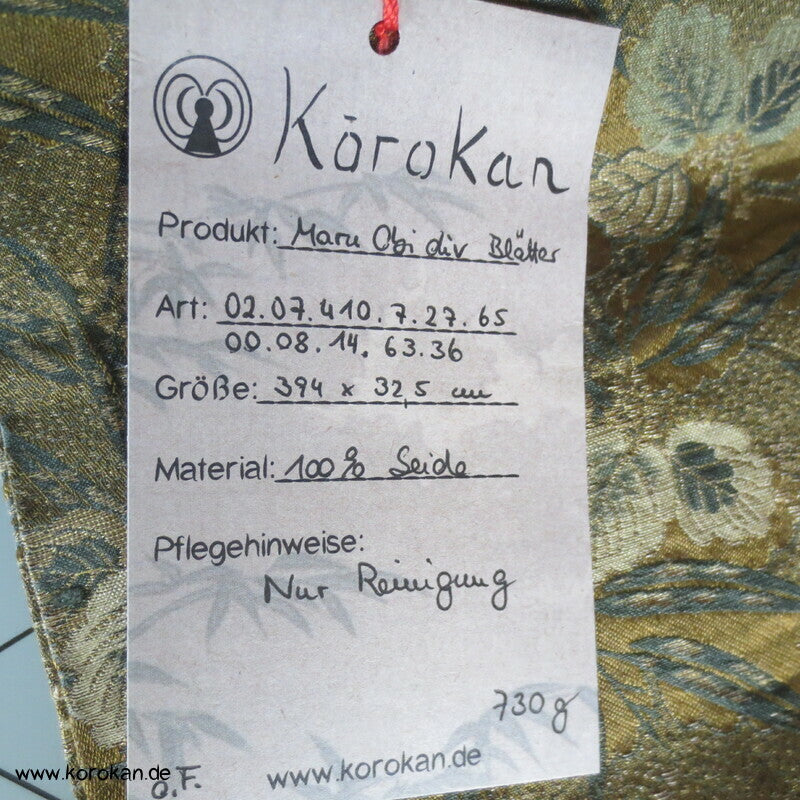 Kōrokan
Produkt: Maru Obi div Blätter
Art: 02.07.410.7.27.65
00.08.14.63.36
Größe: 394 x 32,5 cm
Material: 100% Seide
Pflegehinweise:
Nur Reinigung
730 g
www.korokan.de
o.F.
www.korokan.de